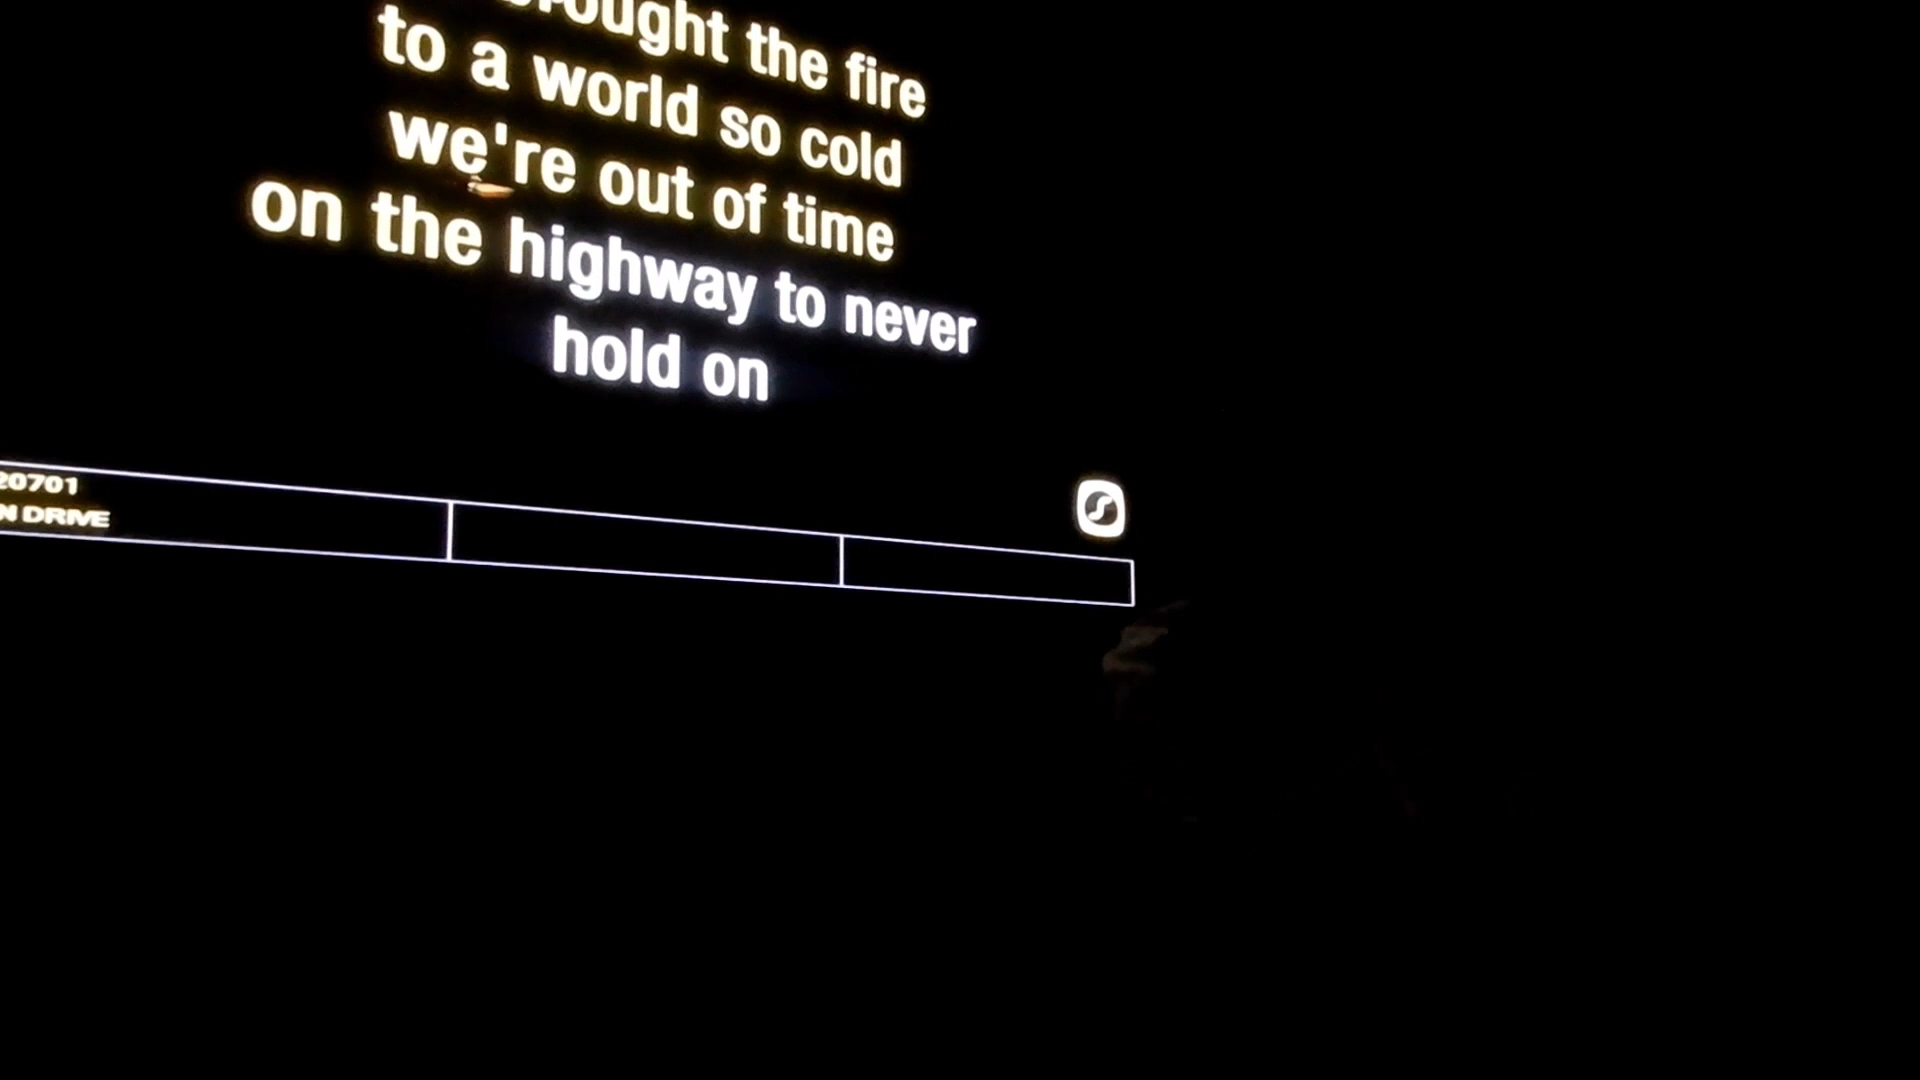 brought the fire
to a world so cold
we're out of time
on the highway to never
hold on
20701
N DRIVE